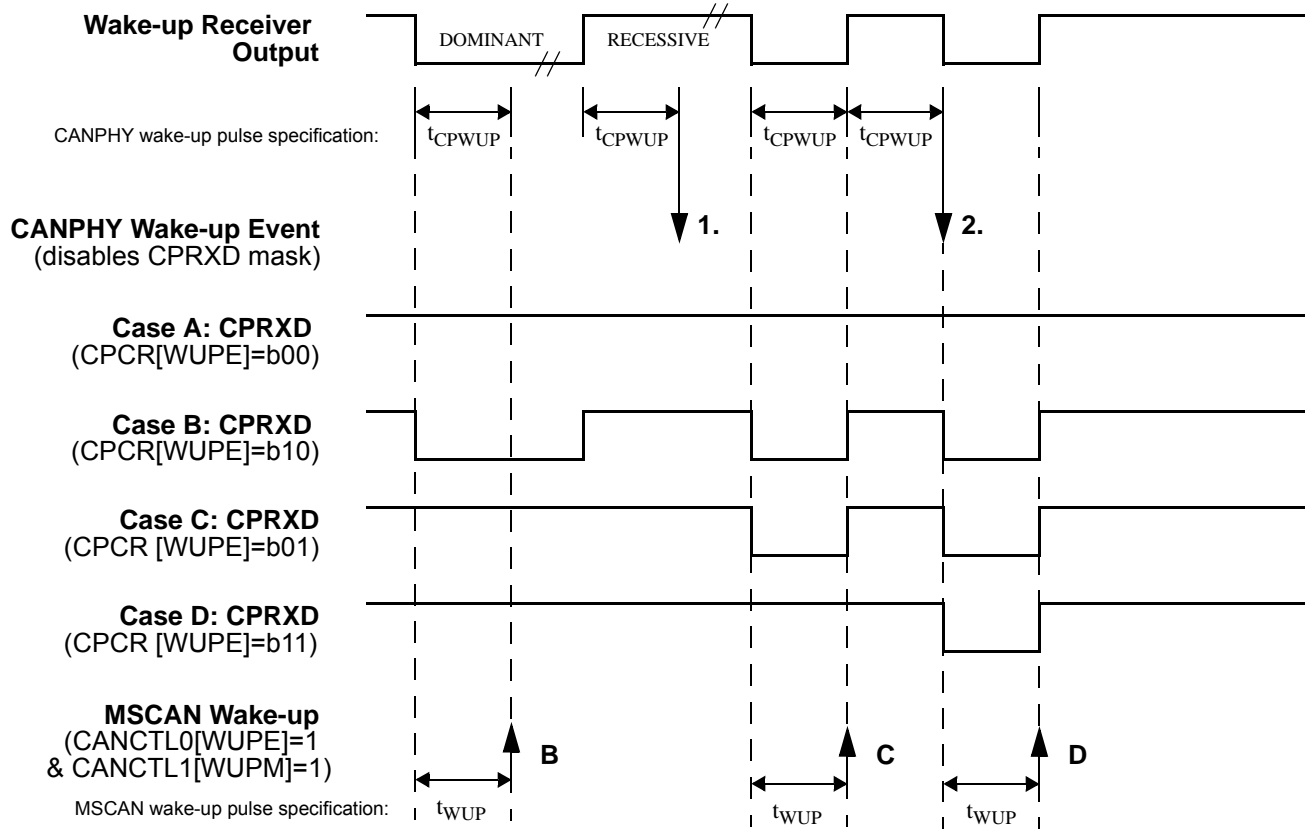 Wake-up Receiver
Output
DOMINANT
RECESSIVE
CANPHY wake-up pulse specification:
tCPWUP
tCPWUP
tCPWUP
tCPWUP
CANPHY Wake-up Event
(disables CPRXD mask)
1.
2.
Case A: CPRXD
(CPCR[WUPE]=b00)
Case B: CPRXD
(CPCR[WUPE]=b10)
Case C: CPRXD
(CPCR [WUPE]=b01)
Case D: CPRXD
(CPCR [WUPE]=b11)
MSCAN Wake-up
(CANCTL0[WUPE]=1
& CANCTL1[WUPM]=1)
B
C
D
MSCAN wake-up pulse specification:
tWUP
tWUP
tWUP